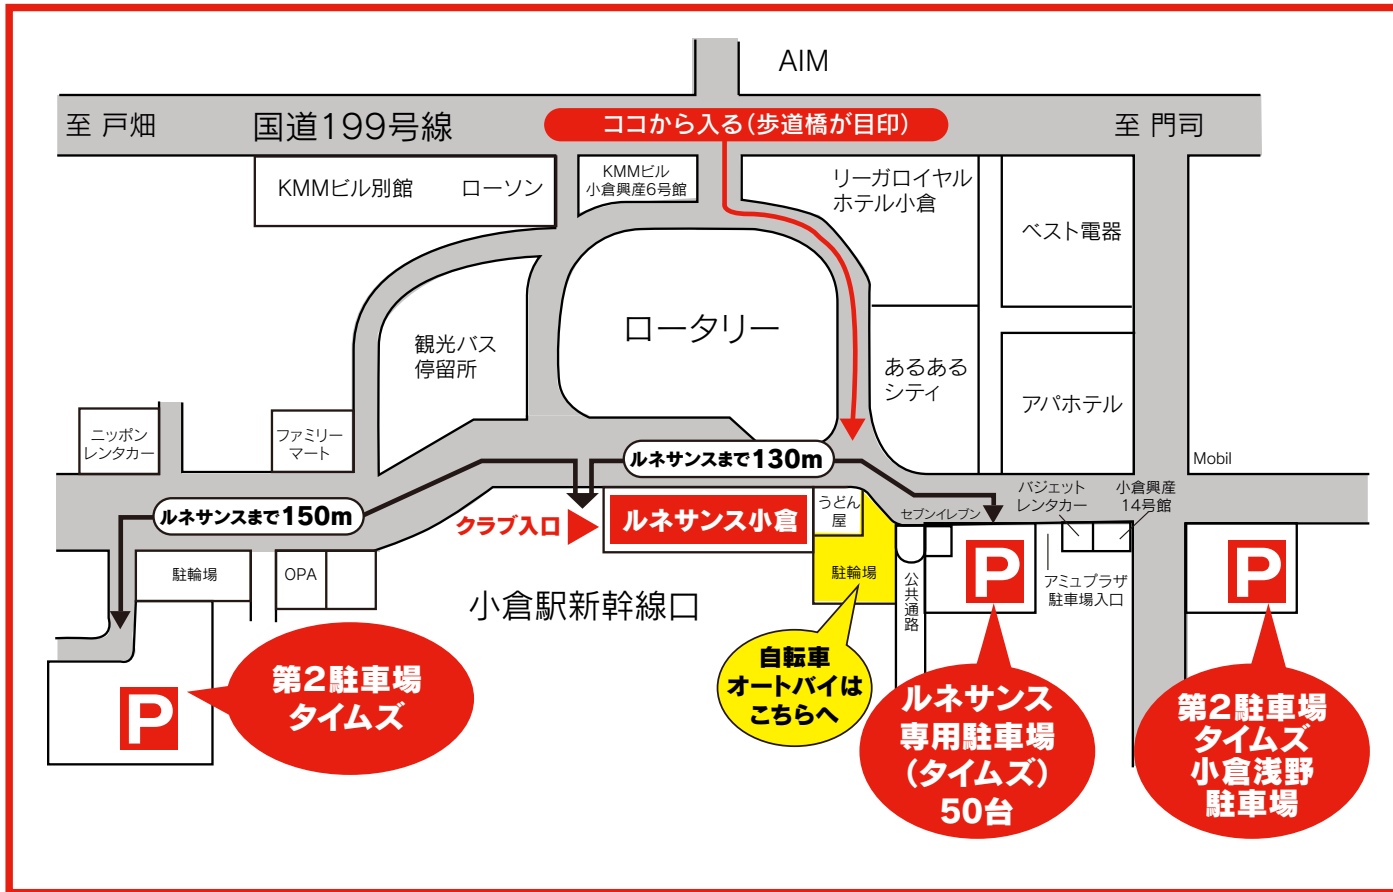 AIM
至 戸畑
国道199号線
ココから入る(歩道橋が目印)
至 門司
KMMビル別館
ローソン
KMMビル
小倉興産6号館
リーガロイヤル
ホテル小倉
ベスト電器
ロータリー
観光バス
停留所
あるある
シティ
アパホテル
ニッポン
レンタカー
ファミリー
マート
ルネサンスまで130m
Mobil
バジェット
レンタカー
小倉興産
14号館
ルネサンスまで150m
クラブ入口
ルネサンス小倉
うどん
屋
セブンイレブン
駐輪場
OPA
小倉駅新幹線口
駐輪場
公共通路
P
アミュプラザ
駐車場入口
P
自転車
オートバイは
こちらへ
第2駐車場
タイムズ
P
ルネサンス
専用駐車場
(タイムズ)
50台
第2駐車場
タイムズ
小倉浅野
駐車場